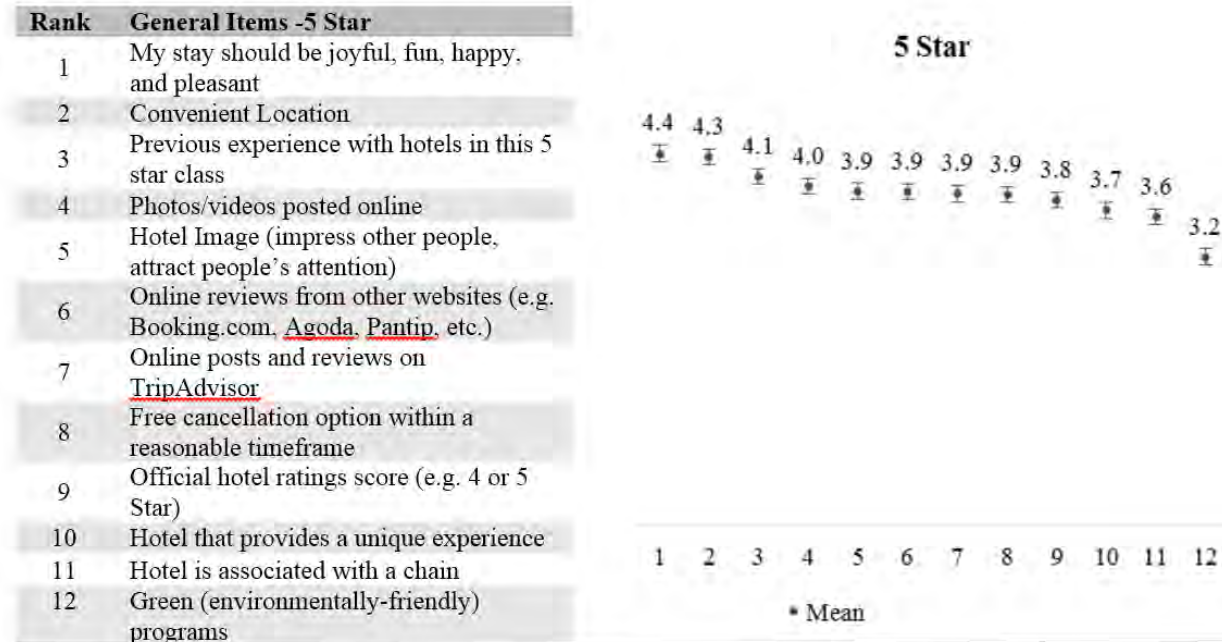 Rank General Items -5 Star
1 My stay should be joyful, fun, happy,
and pleasant
2 Convenient Location
3 Previous experience with hotels in this 5
star class
4 Photos/videos posted online
5 Hotel Image (impress other people,
attract people's attention)
6 Online reviews from other websites (e.g.
Booking.com, Agoda, Pantip, etc.)
7 Online posts and reviews on
TripAdvisor
8 Free cancellation option within a
reasonable timeframe
9 Official hotel ratings score (e.g. 4 or 5
Star)
10 Hotel that provides a unique experience
11 Hotel is associated with a chain
12 Green (environmentally-friendly)
programs
5 Star
4.4 4.3 4.1 4.0 3.9 3.9 3.9 3.9 3.8 3.7 3.6 3.2
1 2 3 4 5 6 7 8 9 10 11 12
Mean